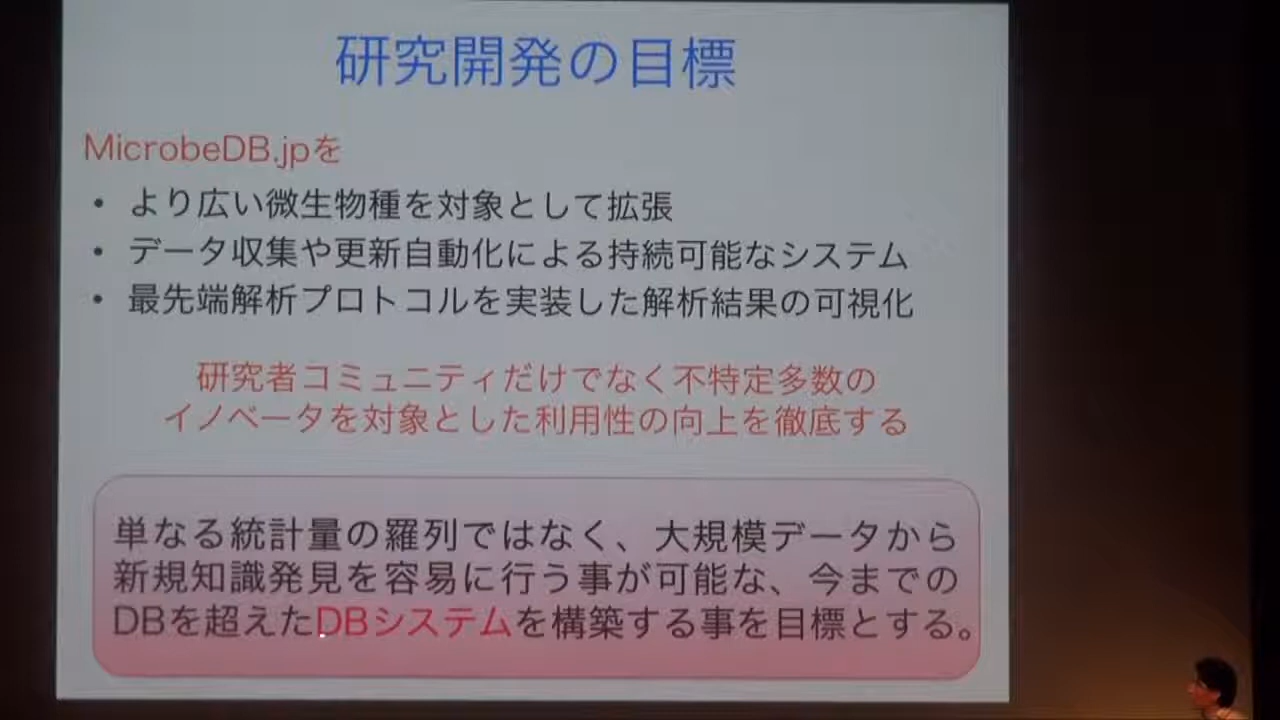 研究開発の目標
MicrobeDB.jpを
• より広い微生物種を対象として拡張
• データ収集や更新自動化による持続可能なシステム
• 最先端解析プロトコルを実装した解析結果の可視化
研究者コミュニティだけでなく不特定多数の
イノベータを対象とした利用性の向上を徹底する
単なる統計量の羅列ではなく、大規模データから
新規知識発見を容易に行う事が可能な、今までの
DBを超えたDBシステムを構築する事を目標とする。